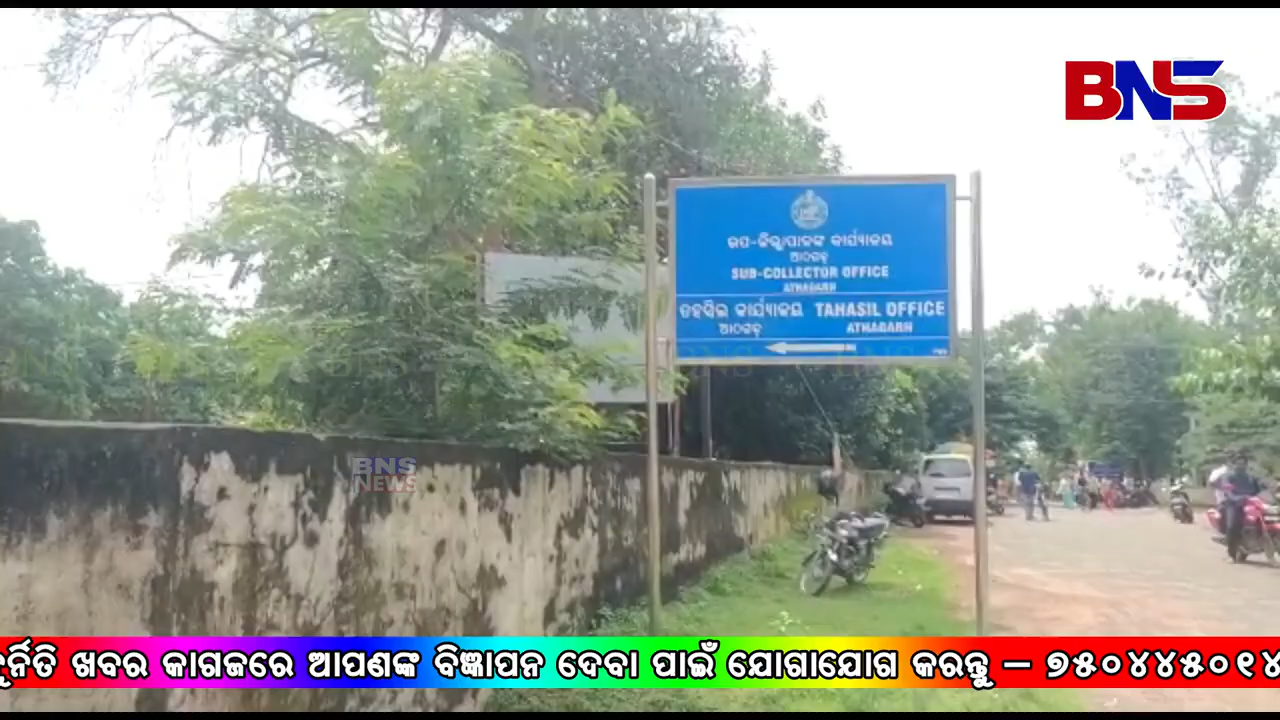 BNS
ଉପ-ଜିଲ୍ଲାପାଳଙ୍କ କାର୍ଯ୍ୟାଳୟ
ଆଠଗଡ଼
SUB-COLLECTOR OFFICE
ATHAGARH
ତହସିଲ କାର୍ଯ୍ୟାଳୟ TAHASIL OFFICE
ଆଠଗଡ଼ ATHAGARH
BNS
NEWS
ଦୁର୍ନିତି ଖବର କାଗଜରେ ଆପଣଙ୍କ ବିଜ୍ଞାପନ ଦେବା ପାଇଁ ଯୋଗାଯୋଗ କରନ୍ତୁ – ୭୫୦୪୪୫୦୧୪